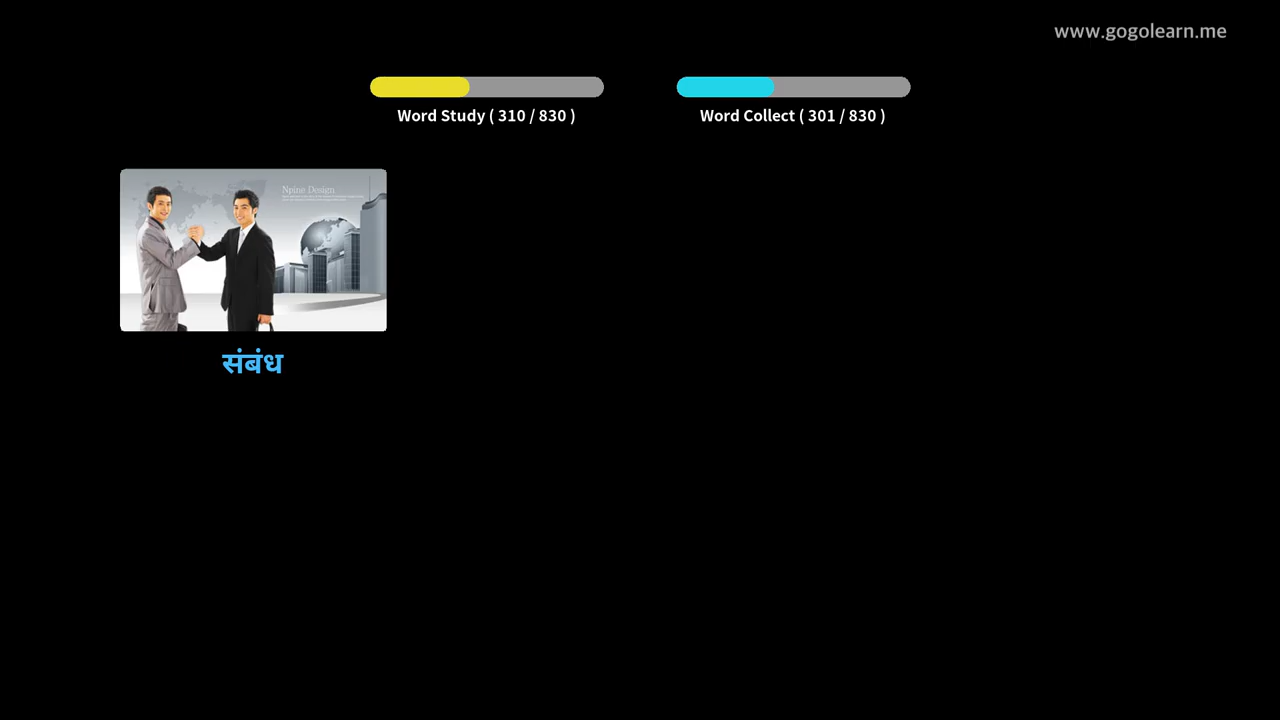 www.gogolearn.me
Word Study ( 310 / 830 )
Word Collect ( 301 / 830 )
Npine Design
संबंध